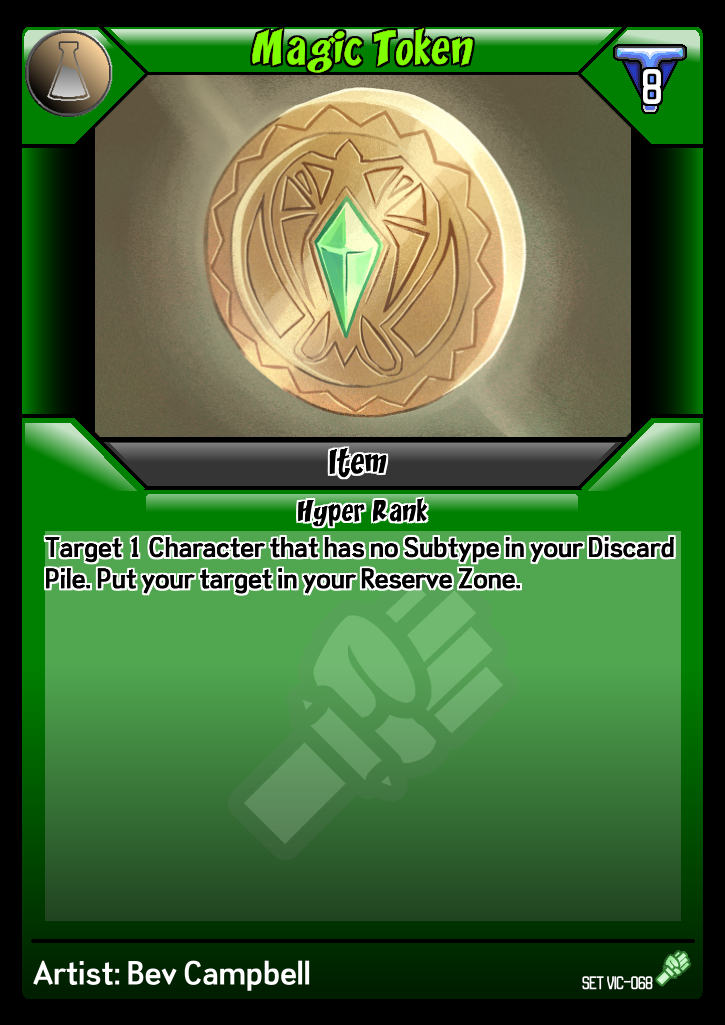 Magic Token
8
Item
Hyper Rank
Target 1 Character that has no Subtype in your Discard
Pile. Put your target in your Reserve Zone.
Artist: Bev Campbell
SET VIC-068